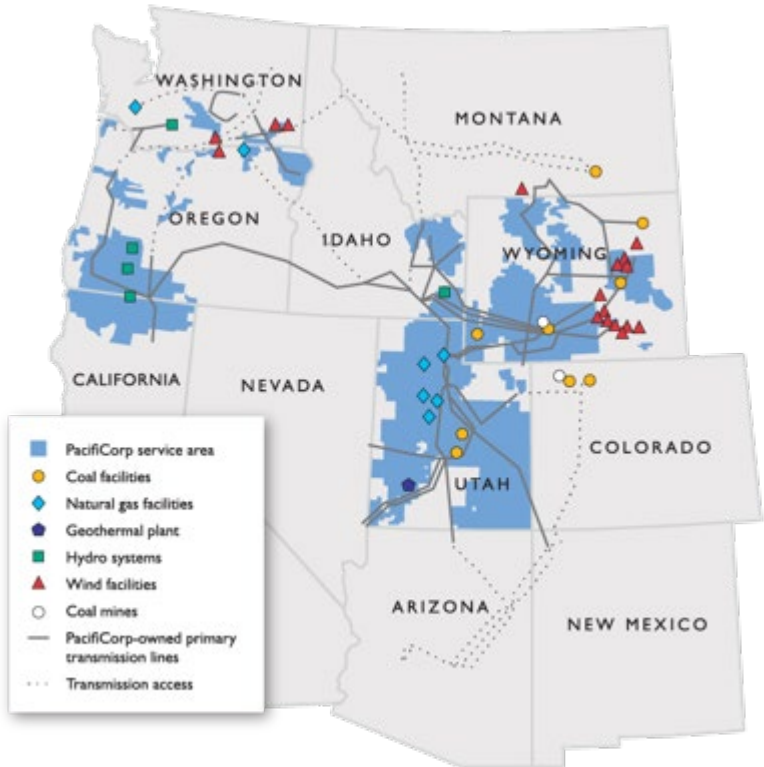 WASHINGTON
MONTANA
OREGON
IDAHO
WYOMING
CALIFORNIA
NEVADA
UTAH
COLORADO
ARIZONA
NEW MEXICO
PacifiCorp service area
Coal facilities
Natural gas facilities
Geothermal plant
Hydro systems
Wind facilities
Coal mines
PacifiCorp-owned primary
transmission lines
Transmission access